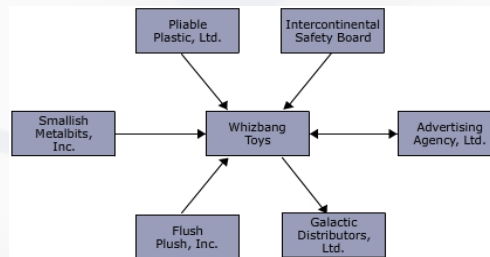 Pliable
Plastic, Ltd.
Intercontinental
Safety Board
Smallish
Metalbits,
Inc.
Whizbang
Toys
Advertising
Agency, Ltd.
Flush
Plush, Inc.
Galactic
Distributors,
Ltd.